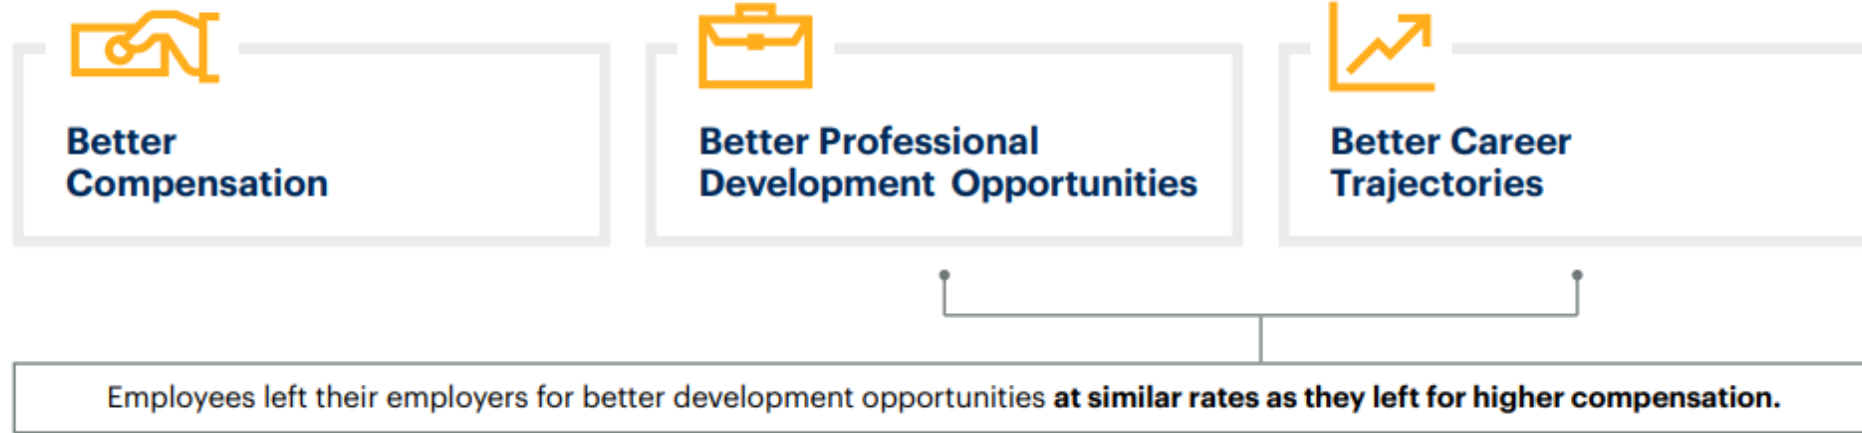 Better
Compensation
Better Professional
Development Opportunities
Better Career
Trajectories
Employees left their employers for better development opportunities at similar rates as they left for higher compensation.